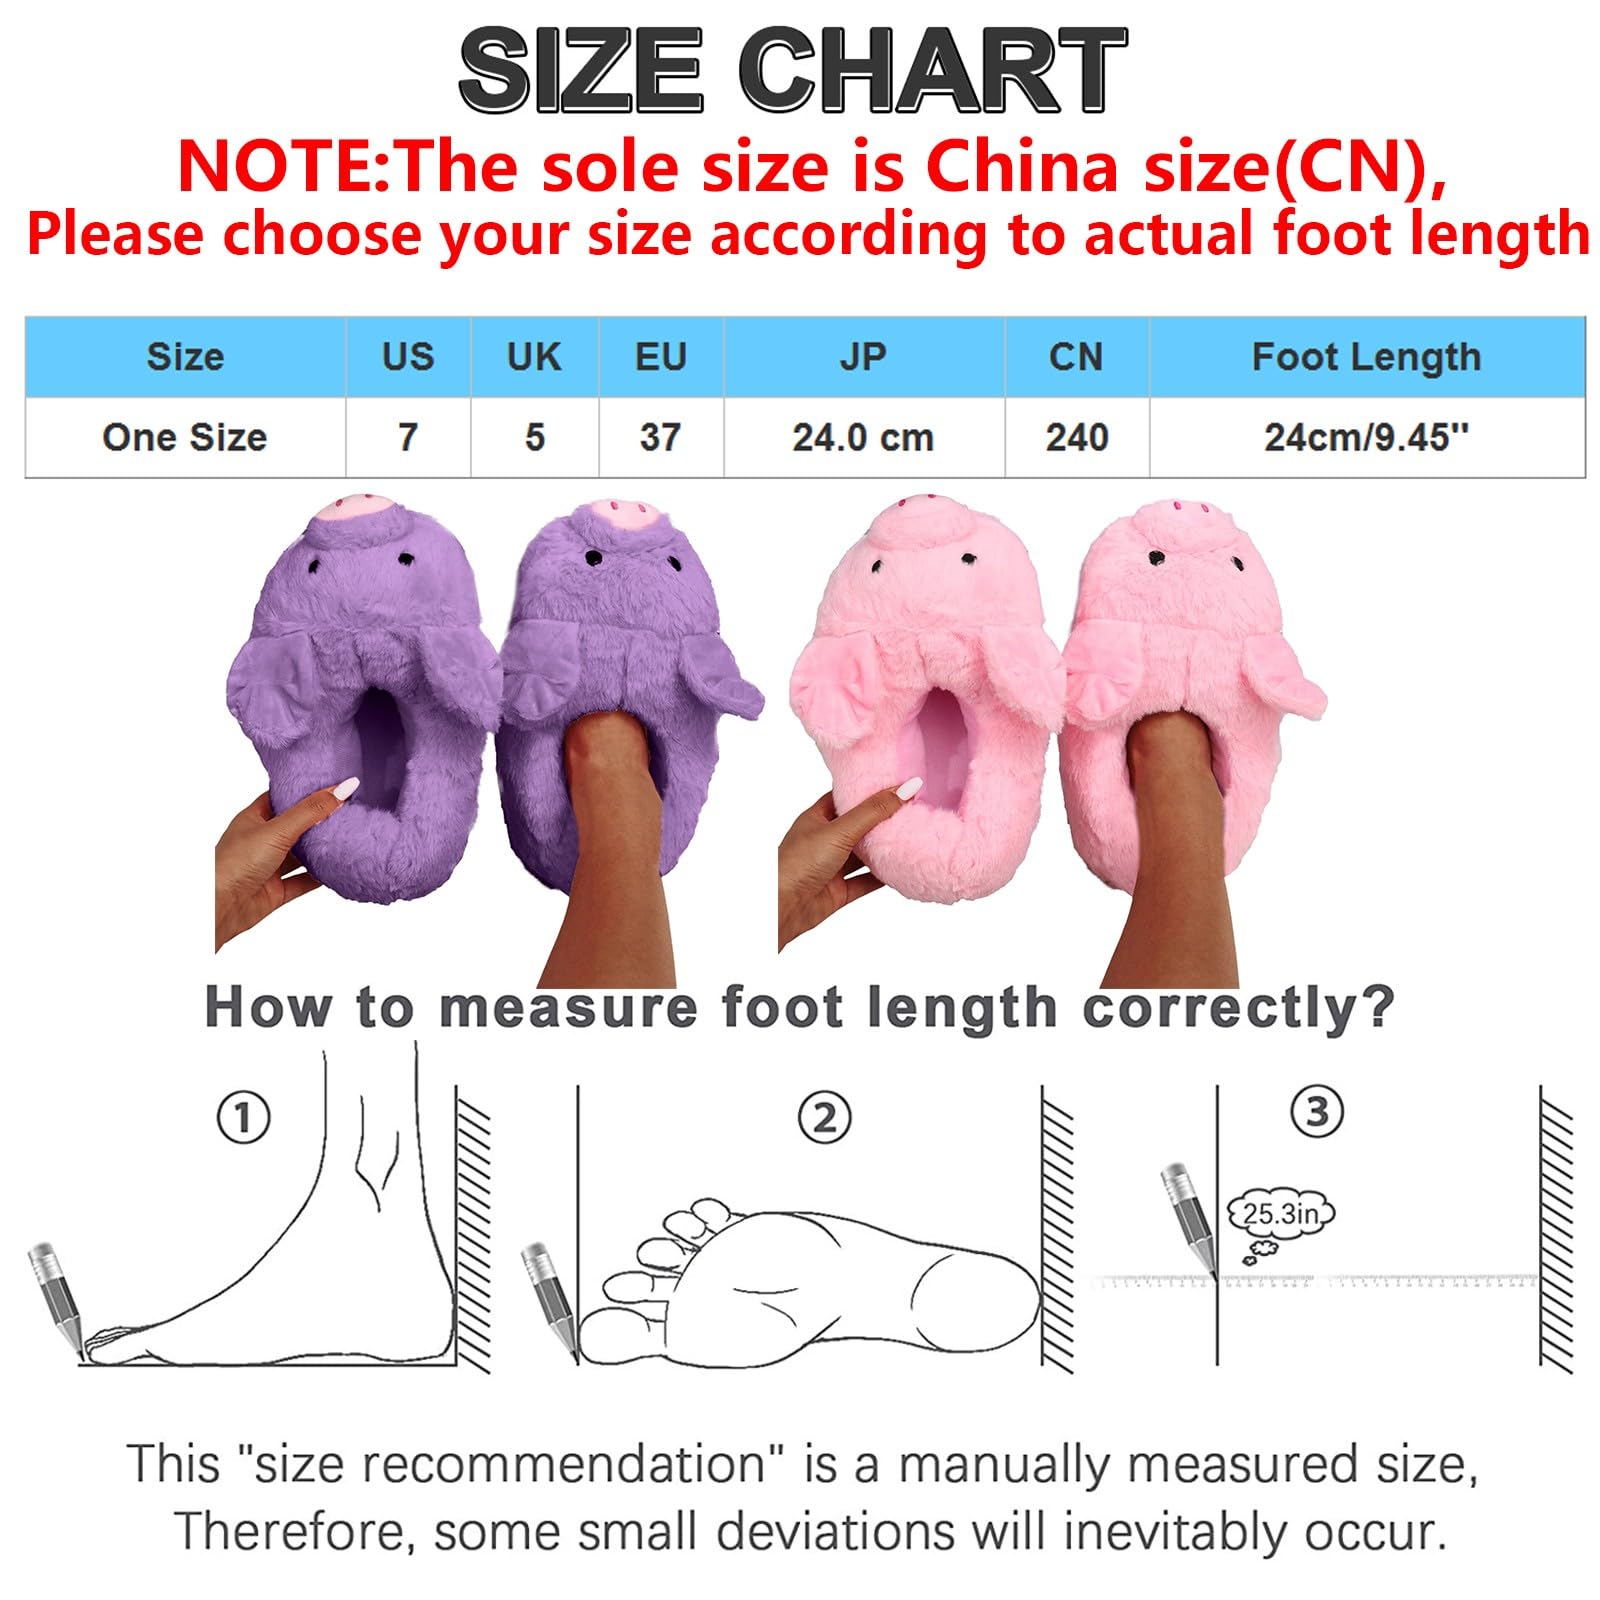 SIZE CHART
NOTE:The sole size is China size(CN),
Please choose your size according to actual foot length
Size US UK EU JP CN Foot Length
One Size 7 5 37 24.0 cm 240 24cm/9.45''
How to measure foot length correctly?
1 2 3
25.3in
This "size recommendation" is a manually measured size,
Therefore, some small deviations will inevitably occur.